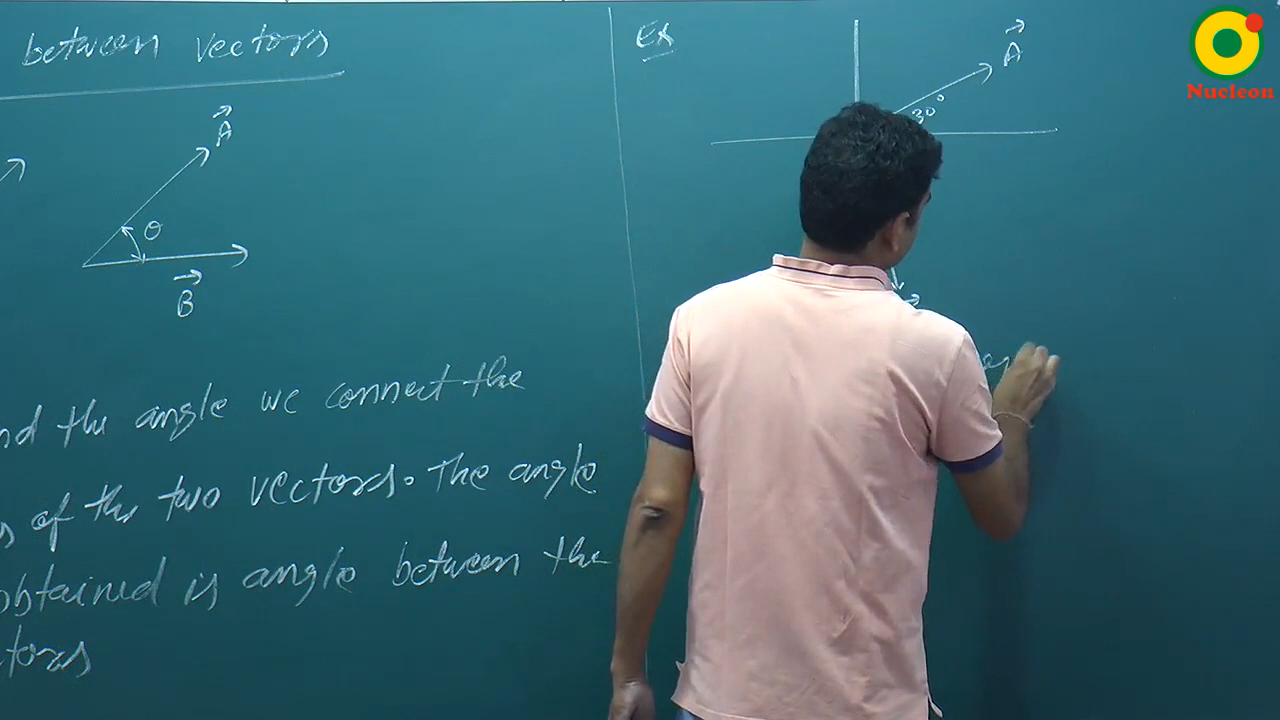 between vectors
A
θ
B
nd the angle we connect the
s of the two vectors. The angle
obtained is angle between the
tors
Ex
A
30°
Nucleon